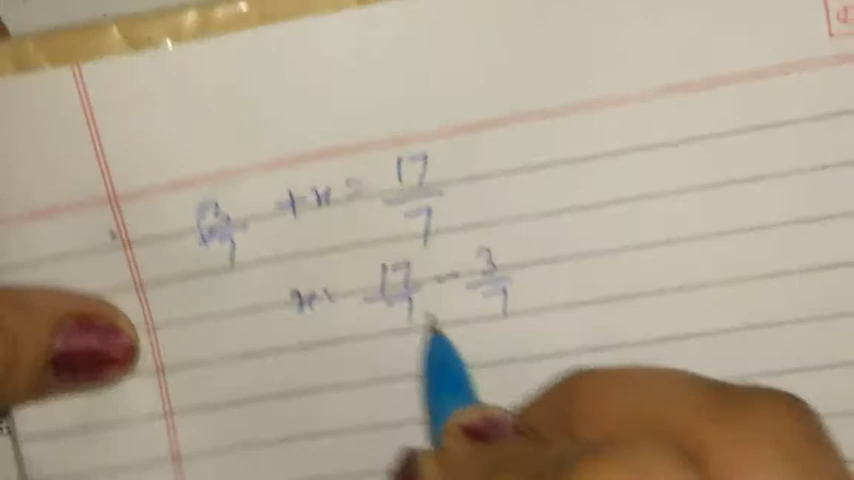 +x = 17/7
x = 17/7 - 3/7